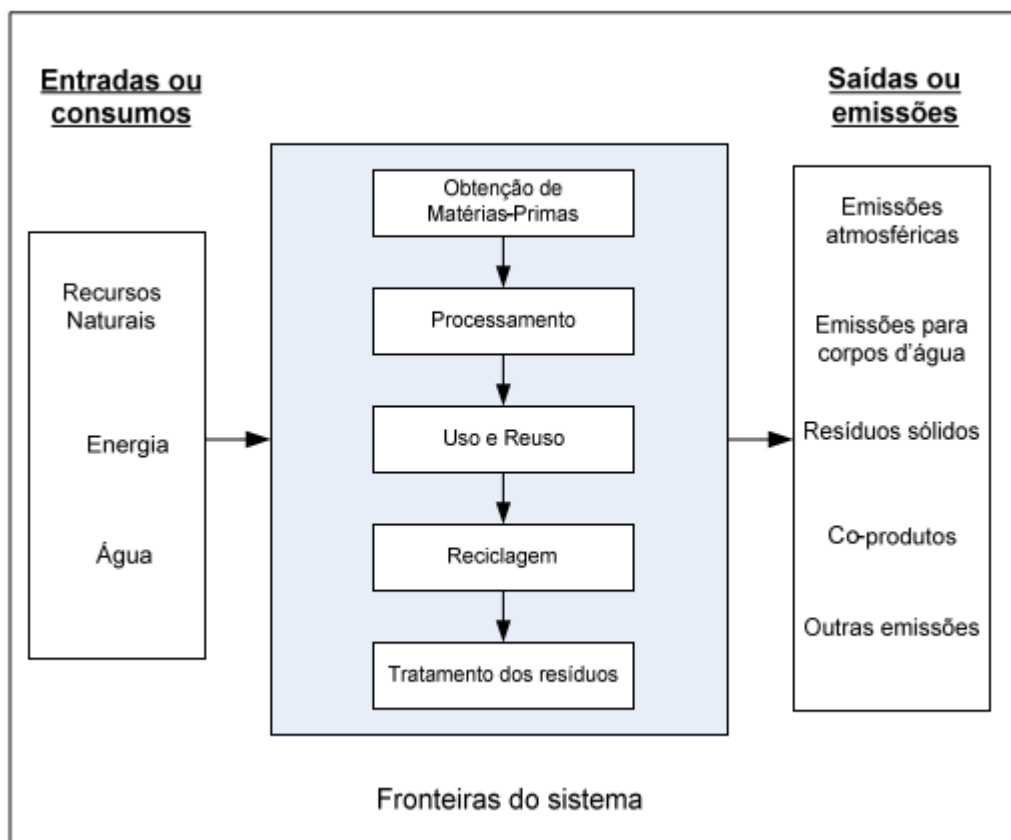 Entradas ou
consumos
Recursos
Naturais
Energia
Água
Obtenção de
Matérias-Primas
Processamento
Uso e Reuso
Reciclagem
Tratamento dos resíduos
Saídas ou
emissões
Emissões
atmosféricas
Emissões para
corpos d'água
Resíduos sólidos
Co-produtos
Outras emissões
Fronteiras do sistema